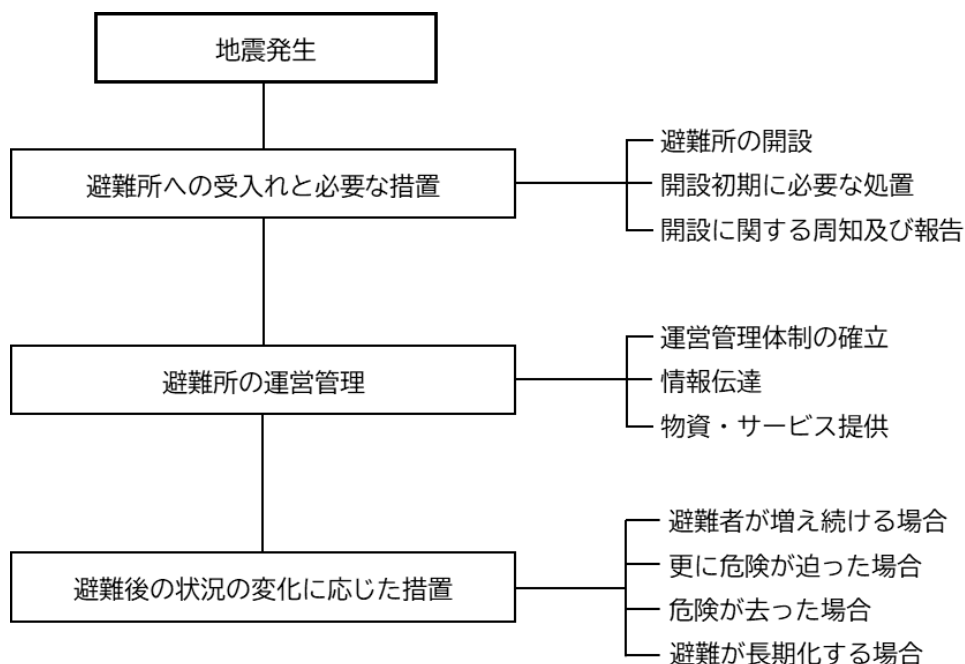 地震発生
避難所への受入れと必要な措置
避難所の開設
開設初期に必要な処置
開設に関する周知及び報告
避難所の運営管理
運営管理体制の確立
情報伝達
物資・サービス提供
避難後の状況の変化に応じた措置
避難者が増え続ける場合
更に危険が迫った場合
危険が去った場合
避難が長期化する場合